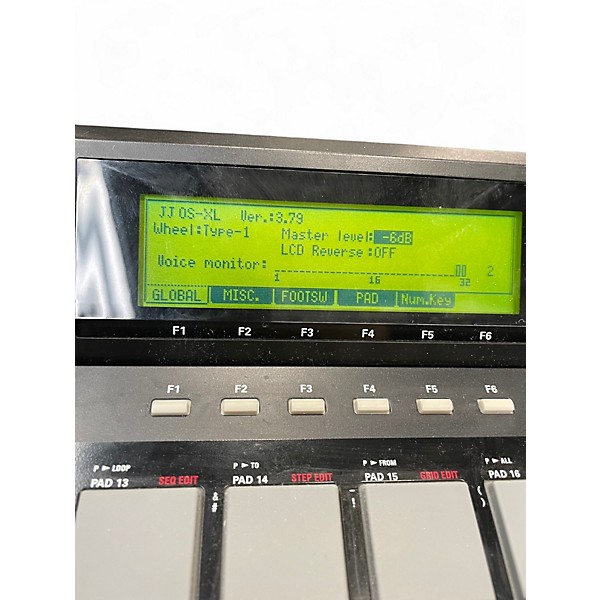 JJ OS-XL Ver.:3.79
Wheel:Type-1 Master level:-6dB
LCD Reverse:OFF
Voice monitor: 2
1 16 32
GLOBAL MISC. FOOTSW PAD Num.Key
F1 F2 F3 F4 F5 F6
F1 F2 F3 F4 F5 F6
P ► LOOP P ► TO P ► FROM P ► ALL
PAD 13 SEQ EDIT PAD 14 STEP EDIT PAD 15 GRID EDIT PAD 16